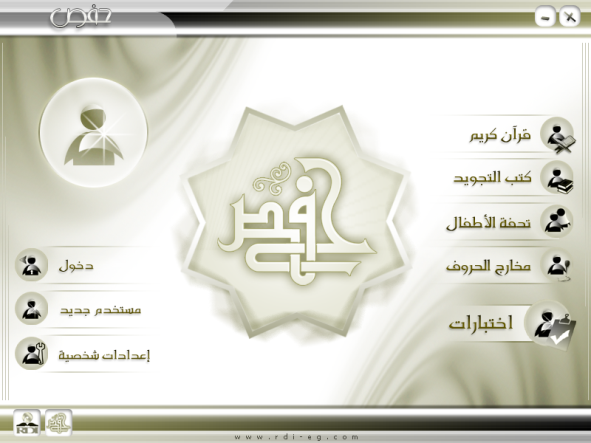 حفص
قرآن كريم
كتب التجويد
تحفة الأطفال
مخارج الحروف
اختبارات
حفص
دخول
مستخدم جديد
إعدادات شخصية
RDI
www.rdi-eg.com